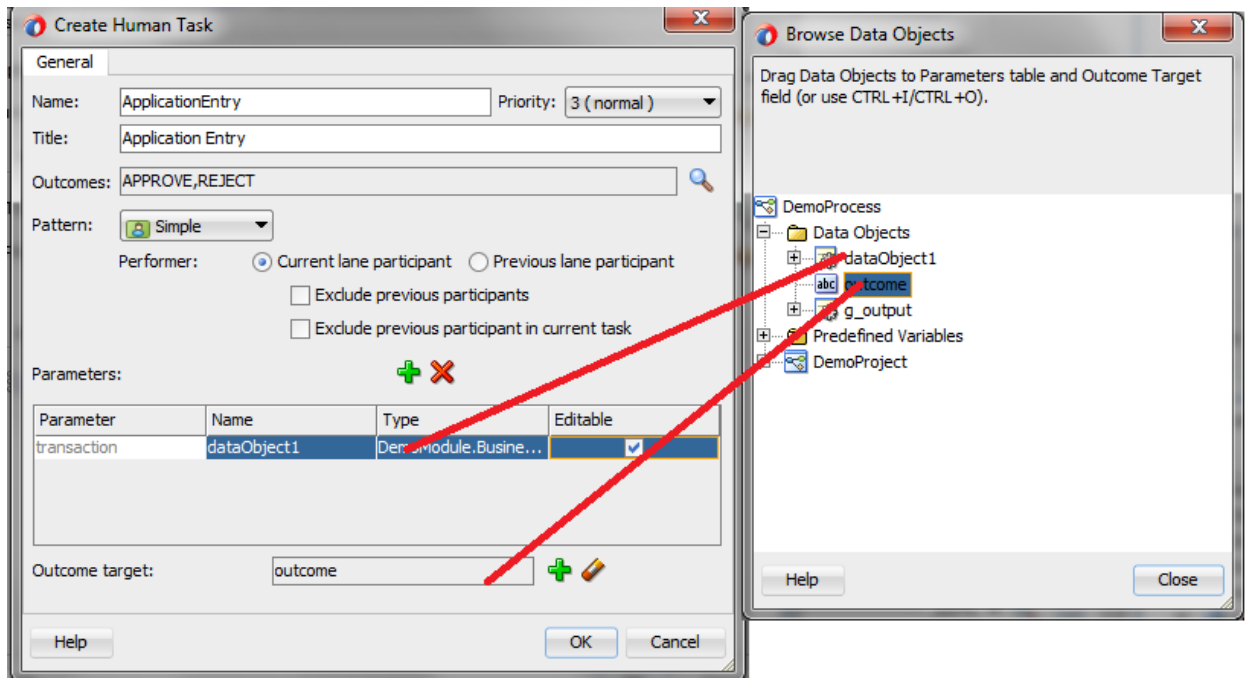 Create Human Task
General
Name: ApplicationEntry Priority: 3 ( normal )
Title: Application Entry
Outcomes: APPROVE,REJECT
Pattern: Simple
Performer: Current lane participant Previous lane participant
Exclude previous participants
Exclude previous participant in current task
Parameters:
Parameter Name Type Editable
transaction dataObject1 DemoModule.Busine...
Outcome target: outcome
Help OK Cancel
Browse Data Objects
Drag Data Objects to Parameters table and Outcome Target
field (or use CTRL+I/CTRL+O).
DemoProcess
Data Objects
dataObject1
abc outcome
g_output
Predefined Variables
DemoProject
Help Close